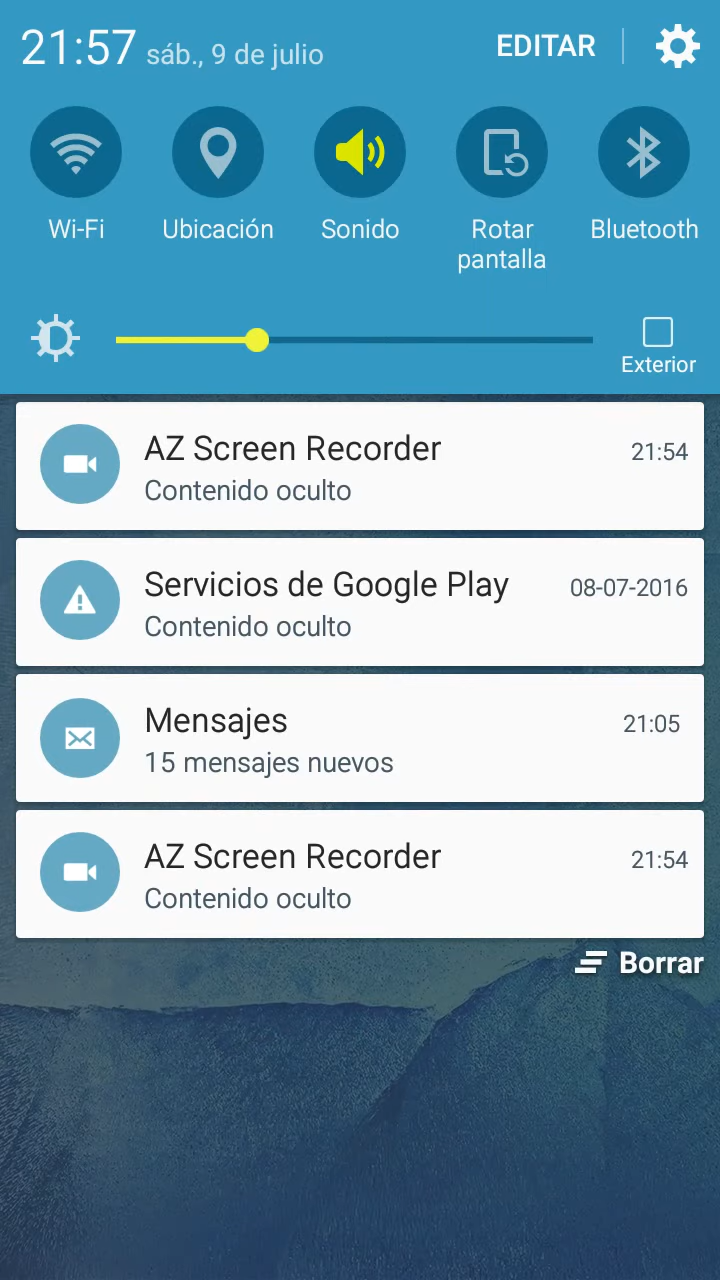 21:57 sáb., 9 de julio EDITAR
Wi-Fi Ubicación Sonido Rotar pantalla Bluetooth
Exterior
AZ Screen Recorder 21:54
Contenido oculto
Servicios de Google Play 08-07-2016
Contenido oculto
Mensajes 21:05
15 mensajes nuevos
AZ Screen Recorder 21:54
Contenido oculto
Borrar